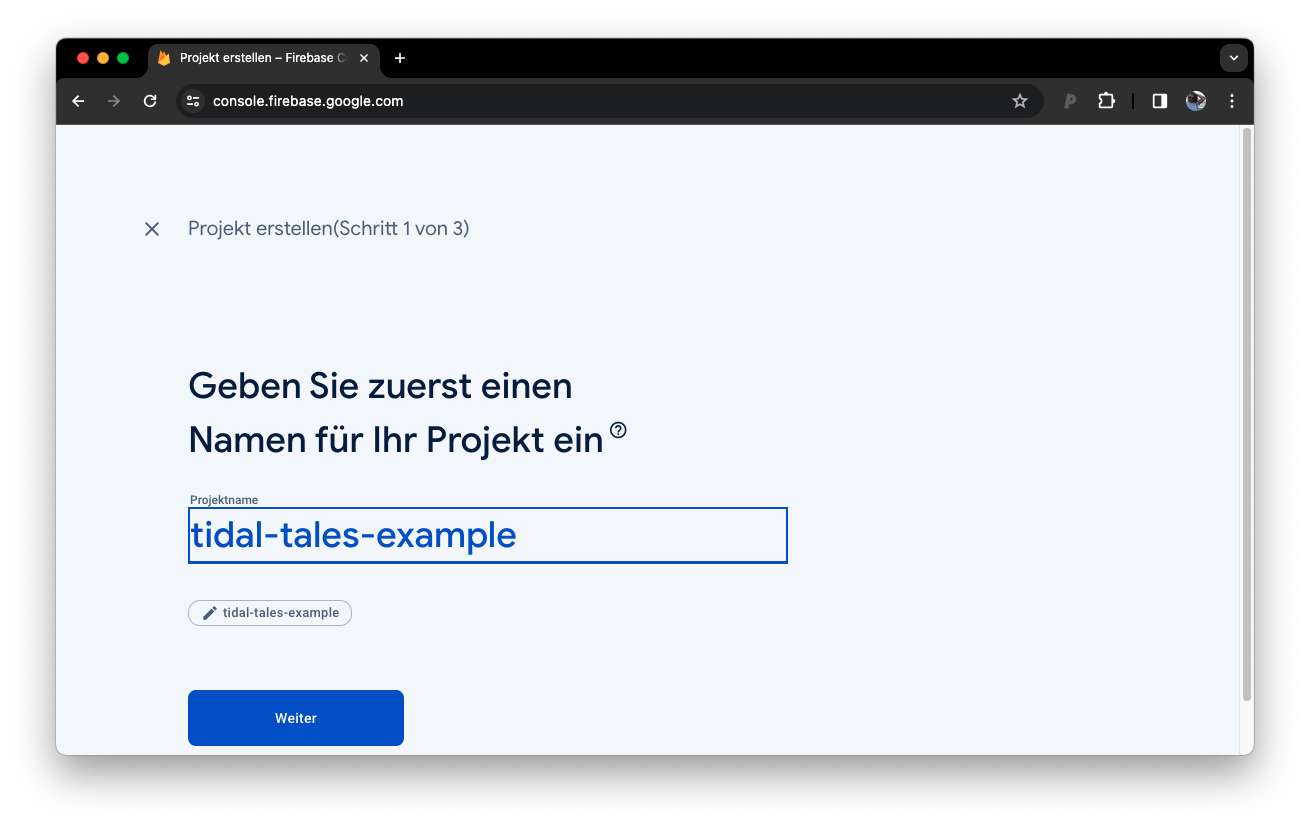 Projekt erstellen – Firebase C
console.firebase.google.com
Projekt erstellen(Schritt 1 von 3)
Geben Sie zuerst einen
Namen für Ihr Projekt ein
Projektname
tidal-tales-example
tidal-tales-example
Weiter